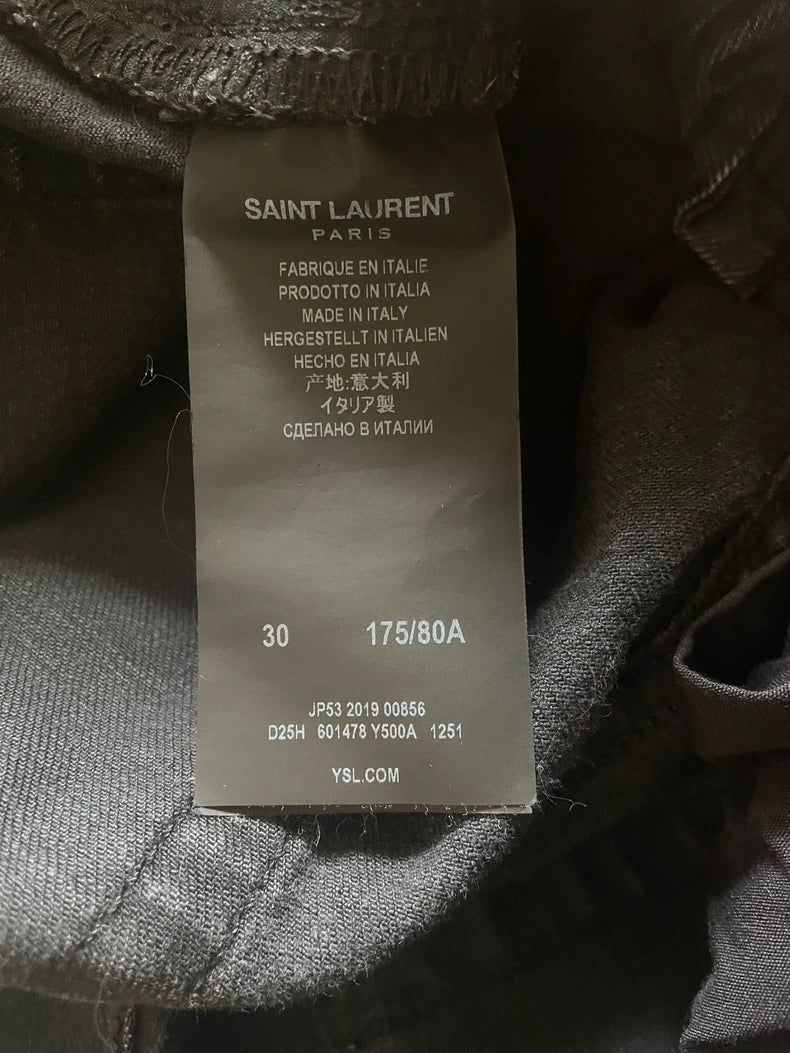 SAINT LAURENT
PARIS
FABRIQUE EN ITALIE
PRODOTTO IN ITALIA
MADE IN ITALY
HERGESTELLT IN ITALIEN
HECHO EN ITALIA
产地:意大利
イタリア製
СДЕЛАНО В ИТАЛИИ
30 175/80A
JP53 2019 00856
D25H 601478 Y500A 1251
YSL.COM